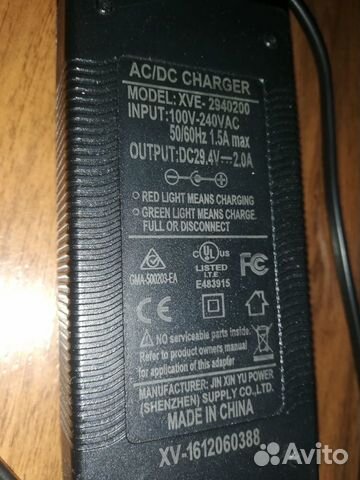 AC/DC CHARGER
MODEL: XVE- 2940200
INPUT:100V-240VAC
50/60Hz 1.5A max
OUTPUT:DC29.4V⎓2.0A
RED LIGHT MEANS CHARGING
GREEN LIGHT MEANS CHARGE.
FULL OR DISCONNECT
GMA-500203-EA
c UL us
LISTED
I.T.E
E483915
FC
CE
NO serviceable parts inside.
Refer to product manual
for application of this adapter
MANUFACTURER: JIN XIN YU POWER
(SHENZHEN) SUPPLY CO.,LTD.
MADE IN CHINA
XV-1612060388
Avito